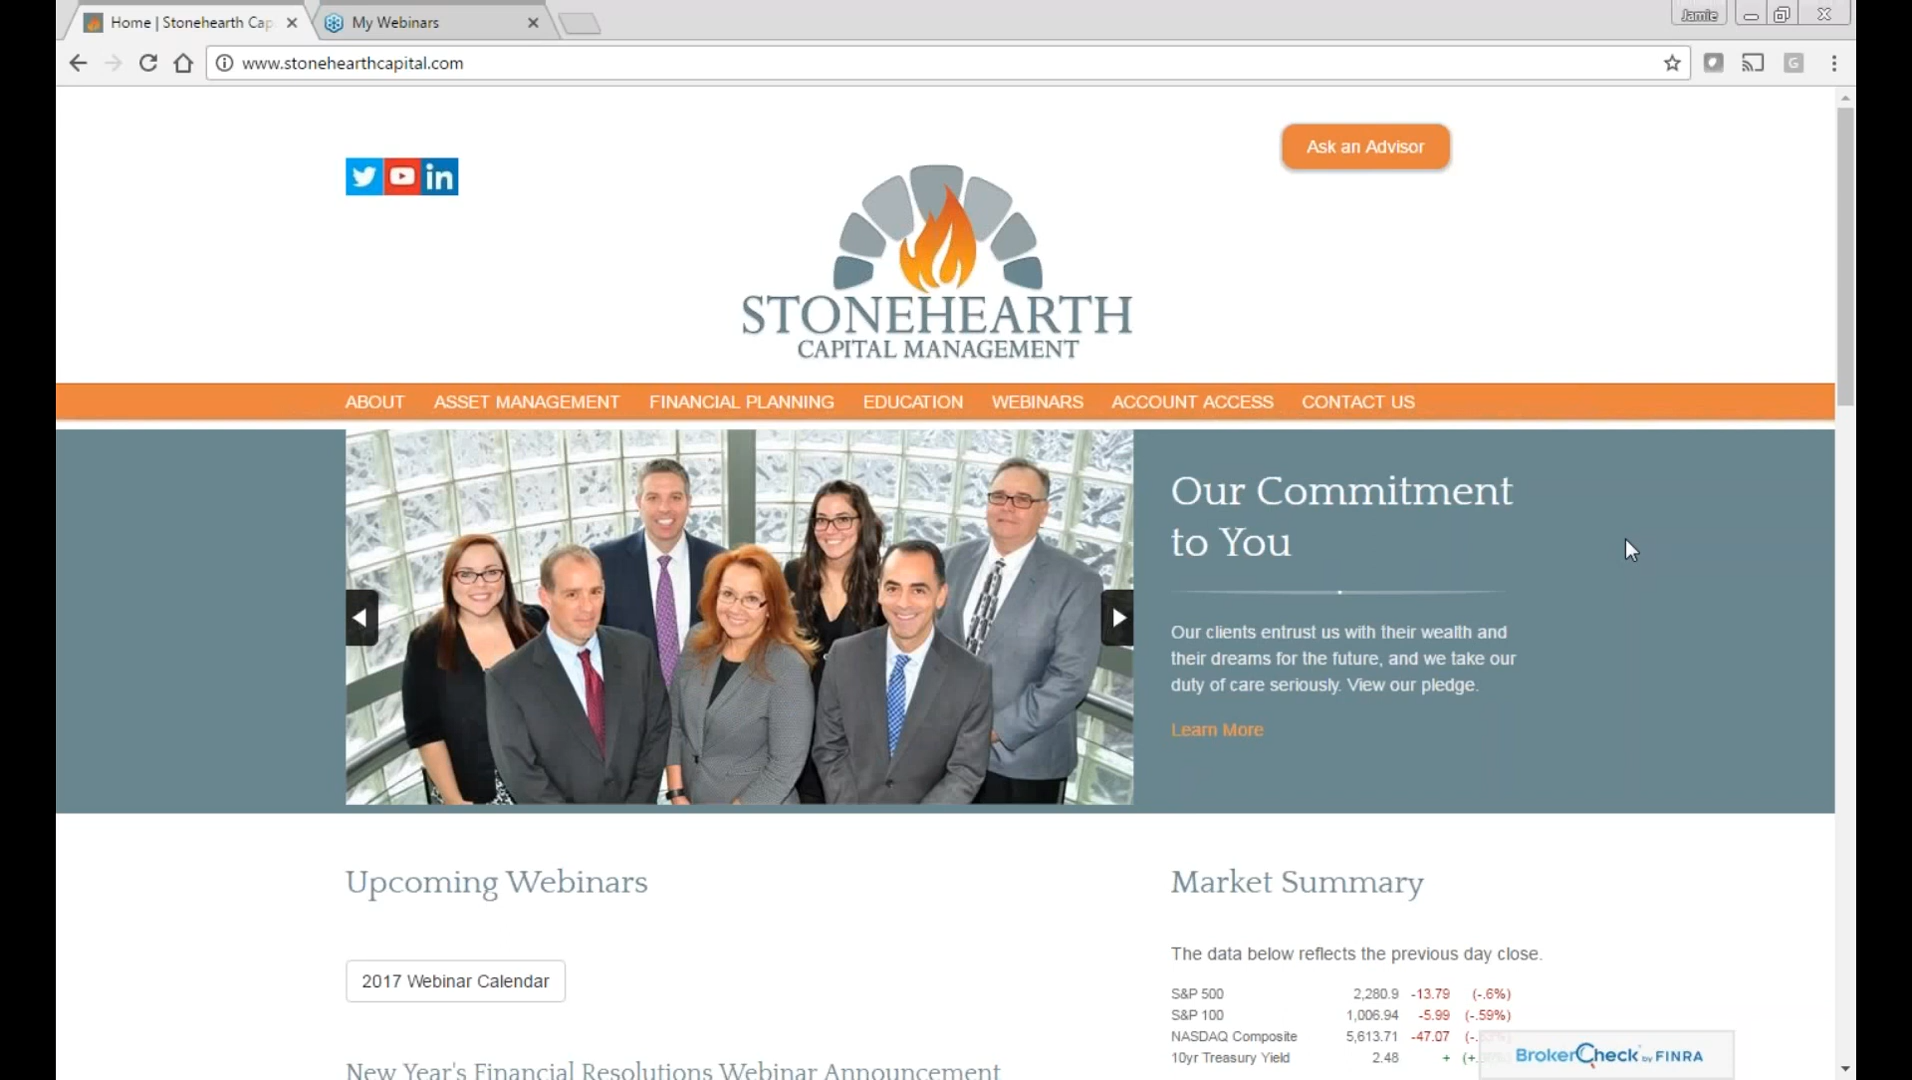 Home | Stonehearth Cap
My Webinars
Jamie
www.stonehearthcapital.com
Ask an Advisor
STONEHEARTH
CAPITAL MANAGEMENT
ABOUT ASSET MANAGEMENT FINANCIAL PLANNING EDUCATION WEBINARS ACCOUNT ACCESS CONTACT US
Our Commitment
to You
Our clients entrust us with their wealth and
their dreams for the future, and we take our
duty of care seriously. View our pledge.
Learn More
Upcoming Webinars
2017 Webinar Calendar
New Year's Financial Resolutions Webinar Announcement
Market Summary
The data below reflects the previous day close.
S&P 500 2,280.9 -13.79 (-.6%)
S&P 100 1,006.94 -5.99 (-.59%)
NASDAQ Composite 5,613.71 -47.07
10yr Treasury Yield 2.48 +
BrokerCheck by FINRA